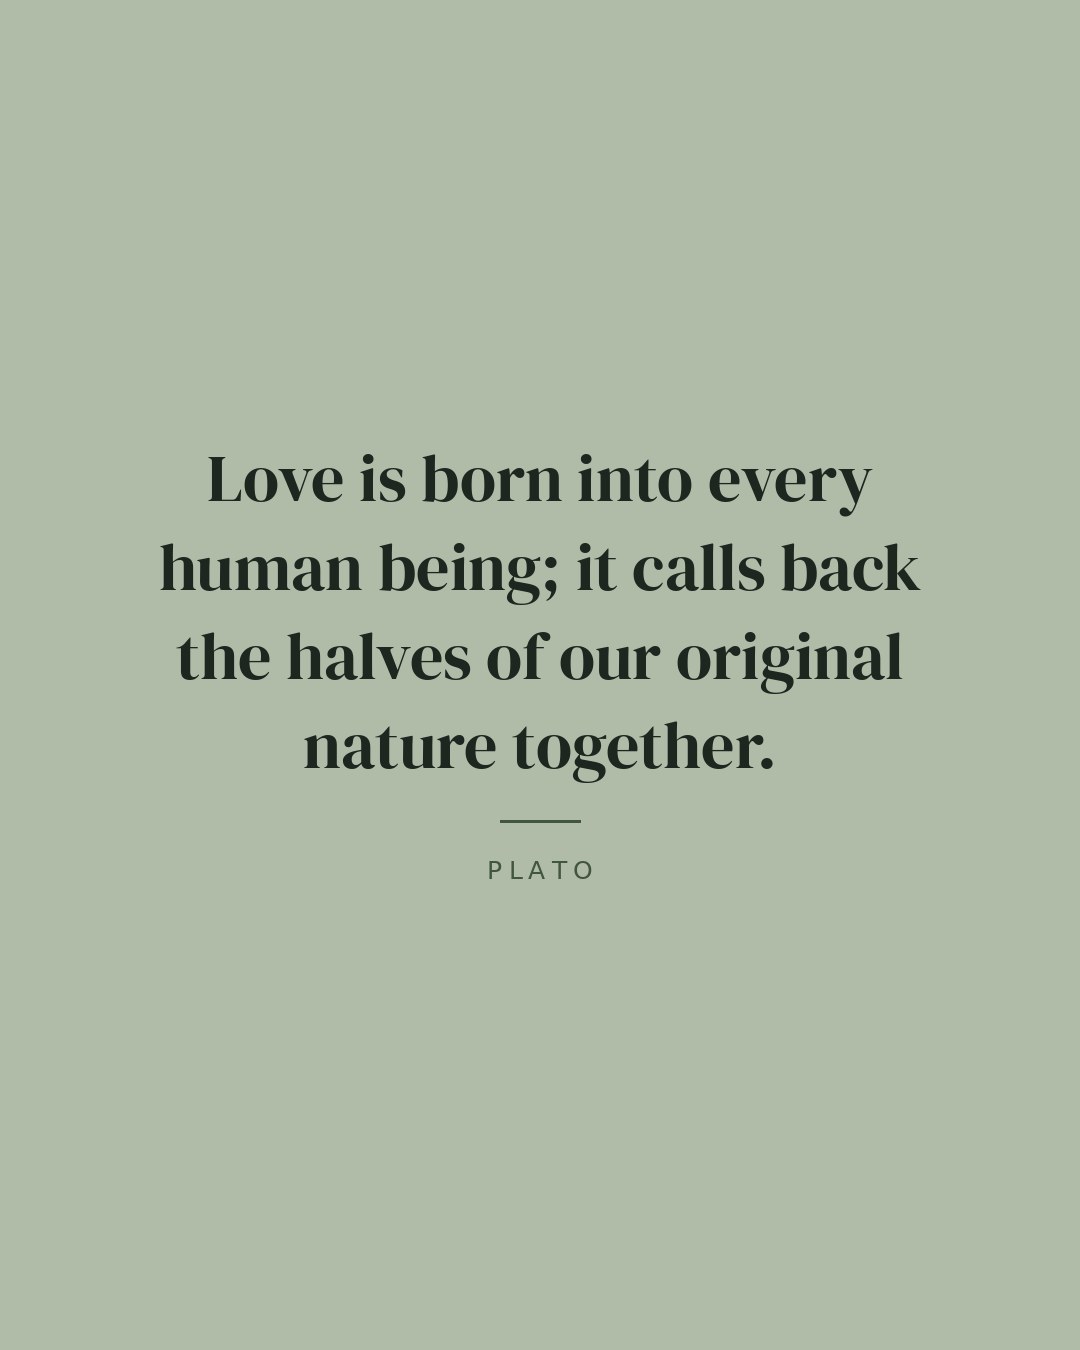 Love is born into every
human being; it calls back
the halves of our original
nature together.
PLATO